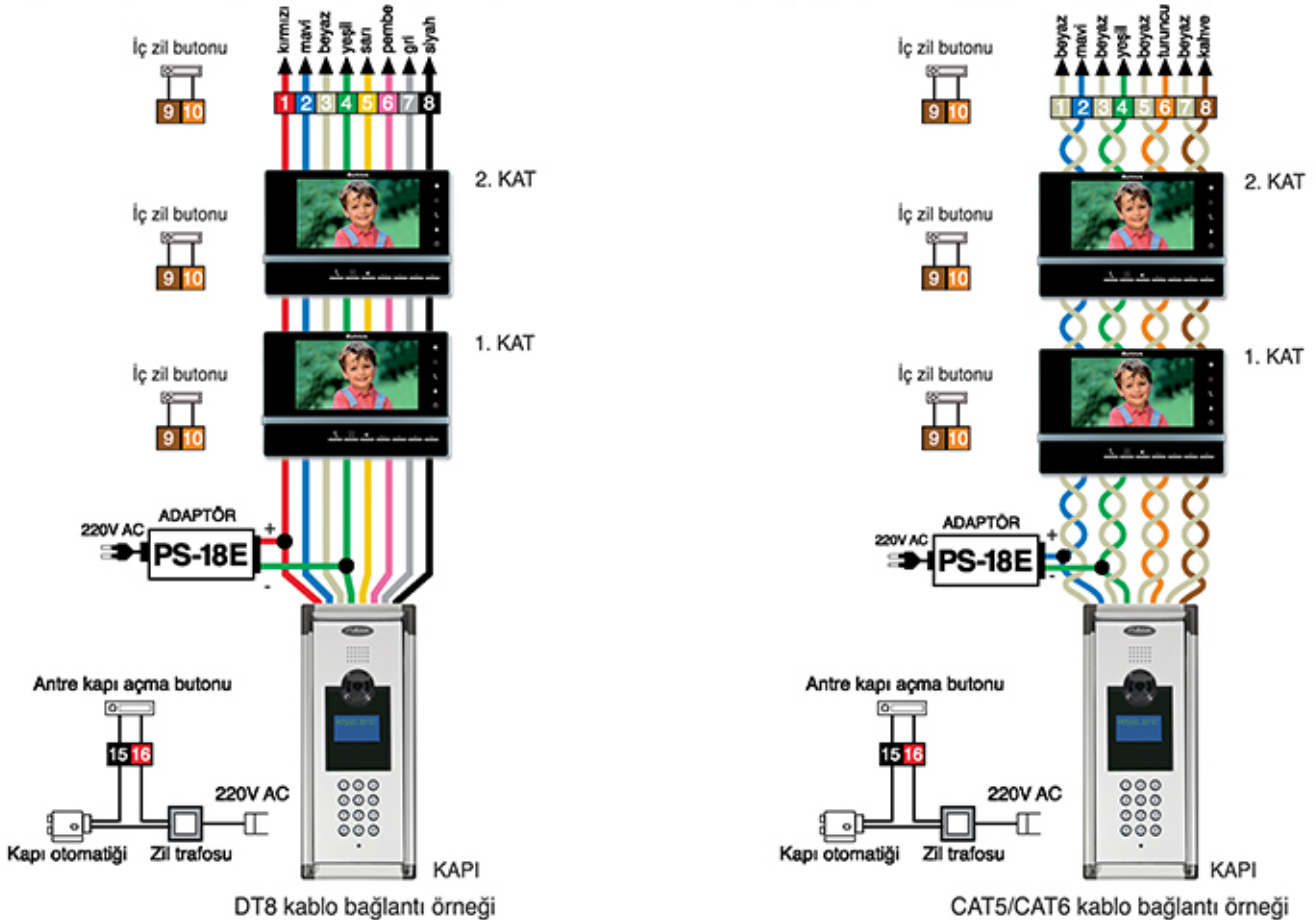 kırmızı
mavi
beyaz
yeşil
sarı
pembe
gri
siyah
1 2 3 4 5 6 7 8
İç zil butonu
9 10
2. KAT
İç zil butonu
9 10
1. KAT
İç zil butonu
9 10
ADAPTÖR
220V AC
PS-18E
+
-
Antre kapı açma butonu
15 16
220V AC
Kapı otomatiği
Zil trafosu
KAPI
DT8 kablo bağlantı örneği
beyaz
mavi
beyaz
yeşil
beyaz
turuncu
beyaz
kahve
1 2 3 4 5 6 7 8
İç zil butonu
9 10
2. KAT
İç zil butonu
9 10
1. KAT
İç zil butonu
9 10
ADAPTÖR
220V AC
PS-18E
+
-
Antre kapı açma butonu
15 16
220V AC
Kapı otomatiği
Zil trafosu
KAPI
CAT5/CAT6 kablo bağlantı örneği